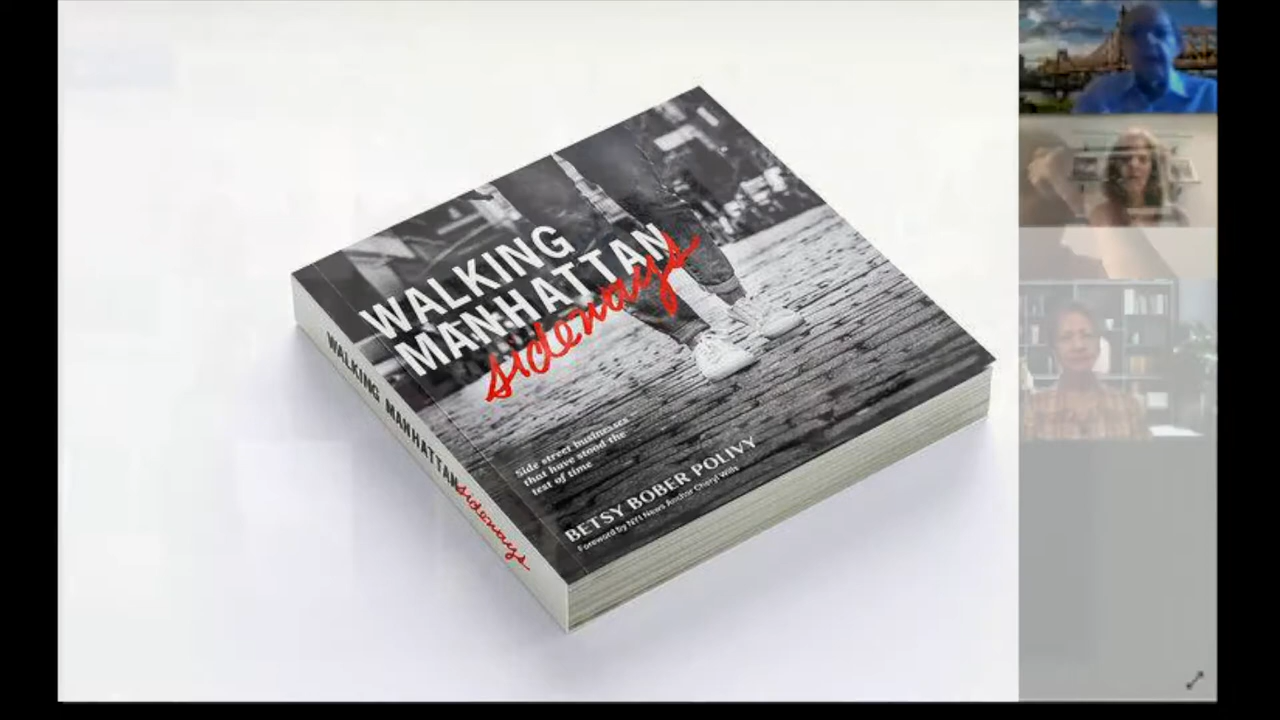 WALKING
MANHATTAN
sideways
Side street businesses
that have stood the
test of time
BETSY BOBER POLIVY
Foreword by NY1 News Anchor Cheryl Wills
WALKING MANHATTAN sideways